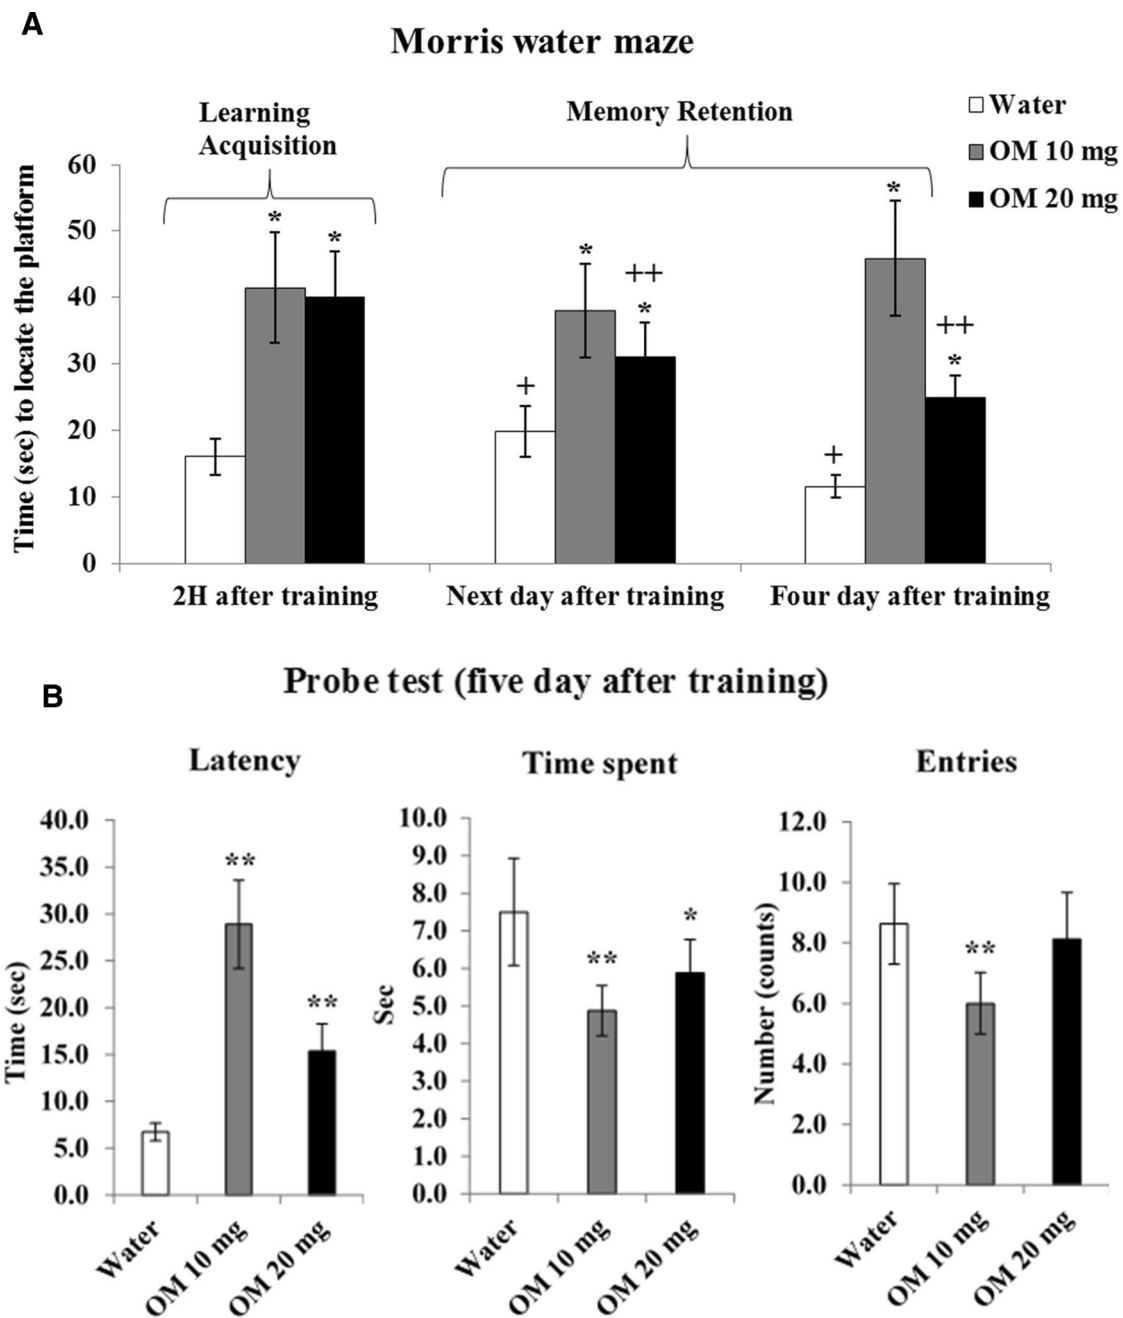 A
Morris water maze
Learning
Acquisition
Memory Retention
Water
OM 10 mg
OM 20 mg
Time (sec) to locate the platform
60
50
40
30
20
10
0
*
*
+
*
++
*
+
*
++
*
2H after training
Next day after training
Four day after training
B
Probe test (five day after training)
Latency
Time (sec)
40.0
35.0
30.0
25.0
20.0
15.0
10.0
5.0
0.0
**
**
Water
OM 10 mg
OM 20 mg
Time spent
Sec
10.0
9.0
8.0
7.0
6.0
5.0
4.0
3.0
2.0
1.0
0.0
**
*
Water
OM 10 mg
OM 20 mg
Entries
Number (counts)
12.0
10.0
8.0
6.0
4.0
2.0
0.0
**
Water
OM 10 mg
OM 20 mg